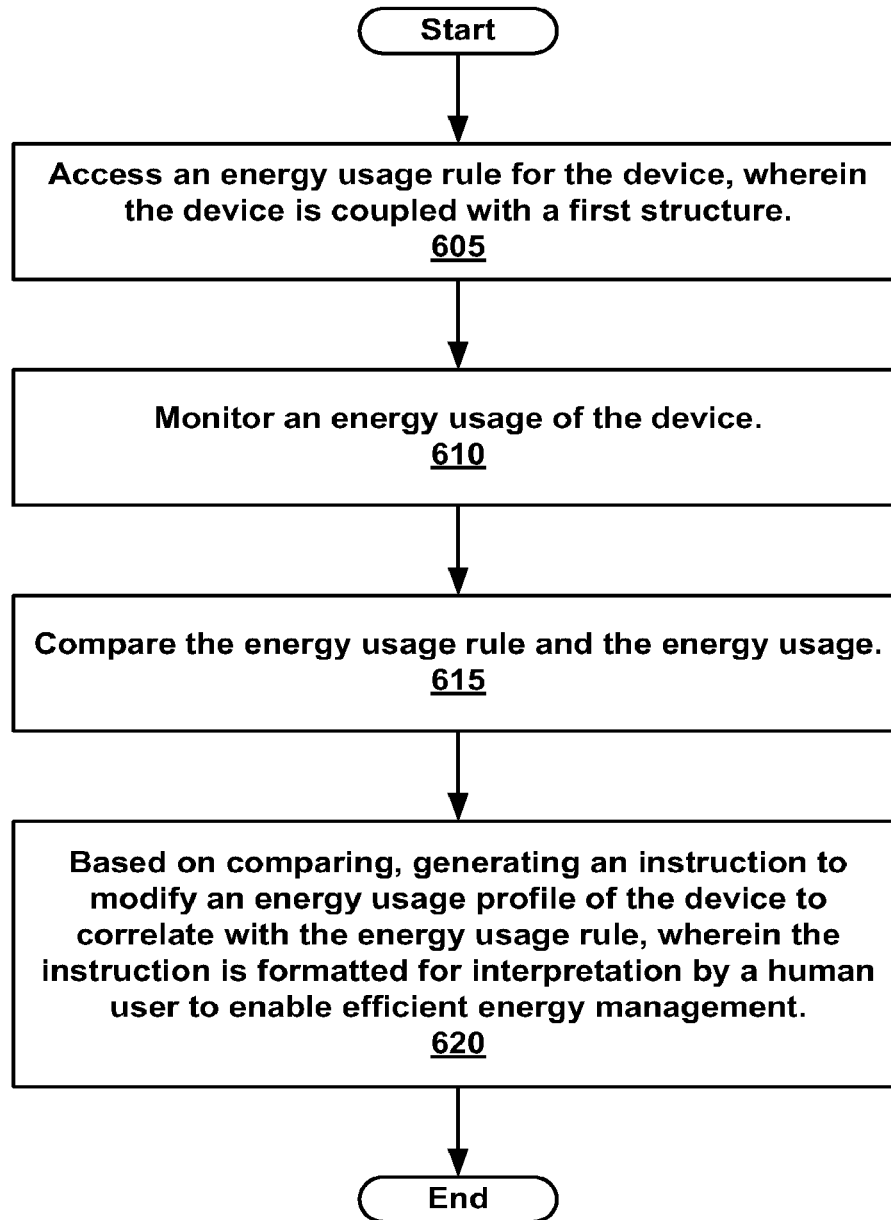 Start
Access an energy usage rule for the device, wherein
the device is coupled with a first structure.
605
Monitor an energy usage of the device.
610
Compare the energy usage rule and the energy usage.
615
Based on comparing, generating an instruction to
modify an energy usage profile of the device to
correlate with the energy usage rule, wherein the
instruction is formatted for interpretation by a human
user to enable efficient energy management.
620
End